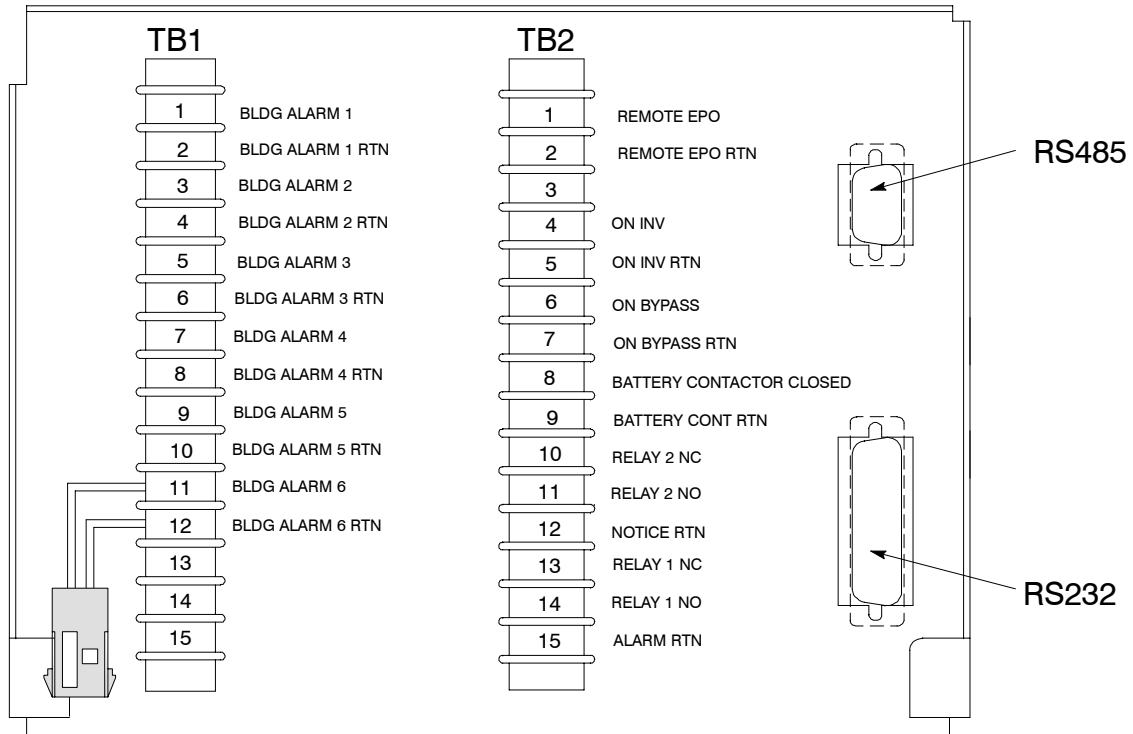 TB1
1 BLDG ALARM 1
2 BLDG ALARM 1 RTN
3 BLDG ALARM 2
4 BLDG ALARM 2 RTN
5 BLDG ALARM 3
6 BLDG ALARM 3 RTN
7 BLDG ALARM 4
8 BLDG ALARM 4 RTN
9 BLDG ALARM 5
10 BLDG ALARM 5 RTN
11 BLDG ALARM 6
12 BLDG ALARM 6 RTN
13
14
15
TB2
1 REMOTE EPO
2 REMOTE EPO RTN
3
4 ON INV
5 ON INV RTN
6 ON BYPASS
7 ON BYPASS RTN
8 BATTERY CONTACTOR CLOSED
9 BATTERY CONT RTN
10 RELAY 2 NC
11 RELAY 2 NO
12 NOTICE RTN
13 RELAY 1 NC
14 RELAY 1 NO
15 ALARM RTN
RS485
RS232